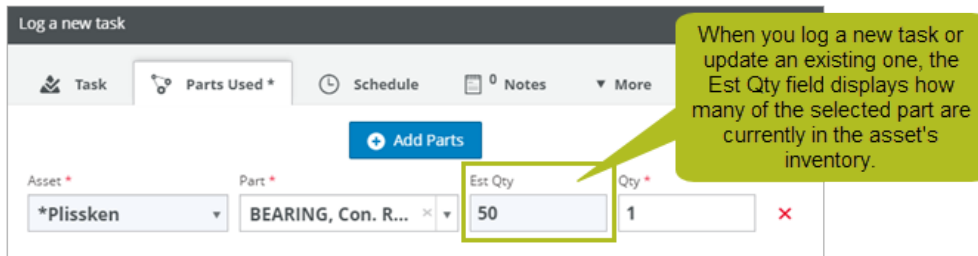 Log a new task
When you log a new task or
update an existing one, the
Est Qty field displays how
many of the selected part are
currently in the asset's
inventory.
Task Parts Used * Schedule 0 Notes ▼ More
Add Parts
Asset * Part * Est Qty Qty *
*Plissken BEARING, Con. R... × 50 1